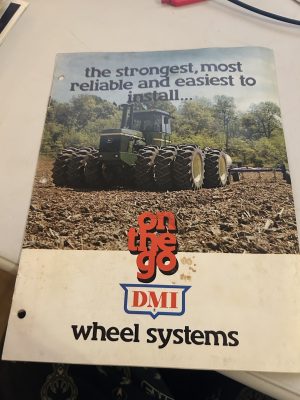 the strongest, most
reliable and easiest to
install...
on
the
go
DMI
wheel systems